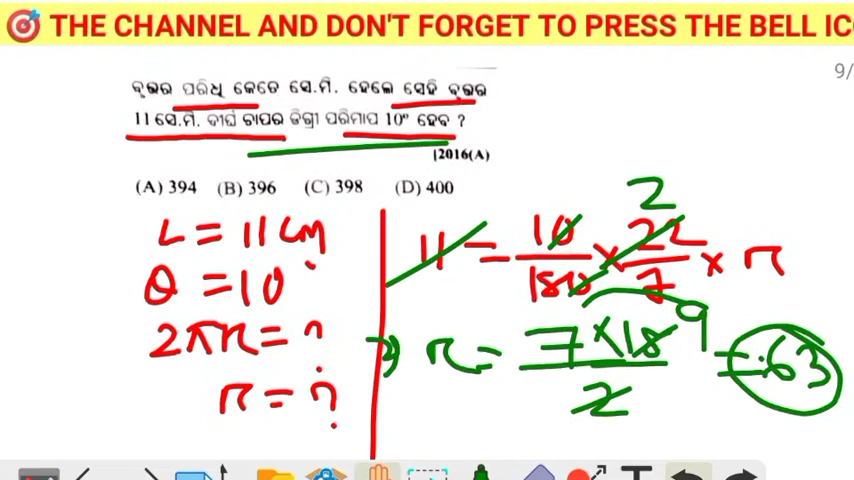 🎯 THE CHANNEL AND DON'T FORGET TO PRESS THE BELL ICO
9/
ବୃତ୍ତର ପରିଧି କେତେ ସେ.ମି. ହେଲେ ସେହି ବୃତ୍ତର
11 ସେ.ମି. ଦୀର୍ଘ ଚାପର ଡିଗ୍ରୀ ପରିମାପ 10° ହେବ ?
[2016(A)
(A) 394 (B) 396 (C) 398 (D) 400
L = 11 cm
θ = 10°
2πr = ?
r = ?
11 = 10/180 × 22/7 × r
2
⇒ r = 7 × 18/2 = 63
9